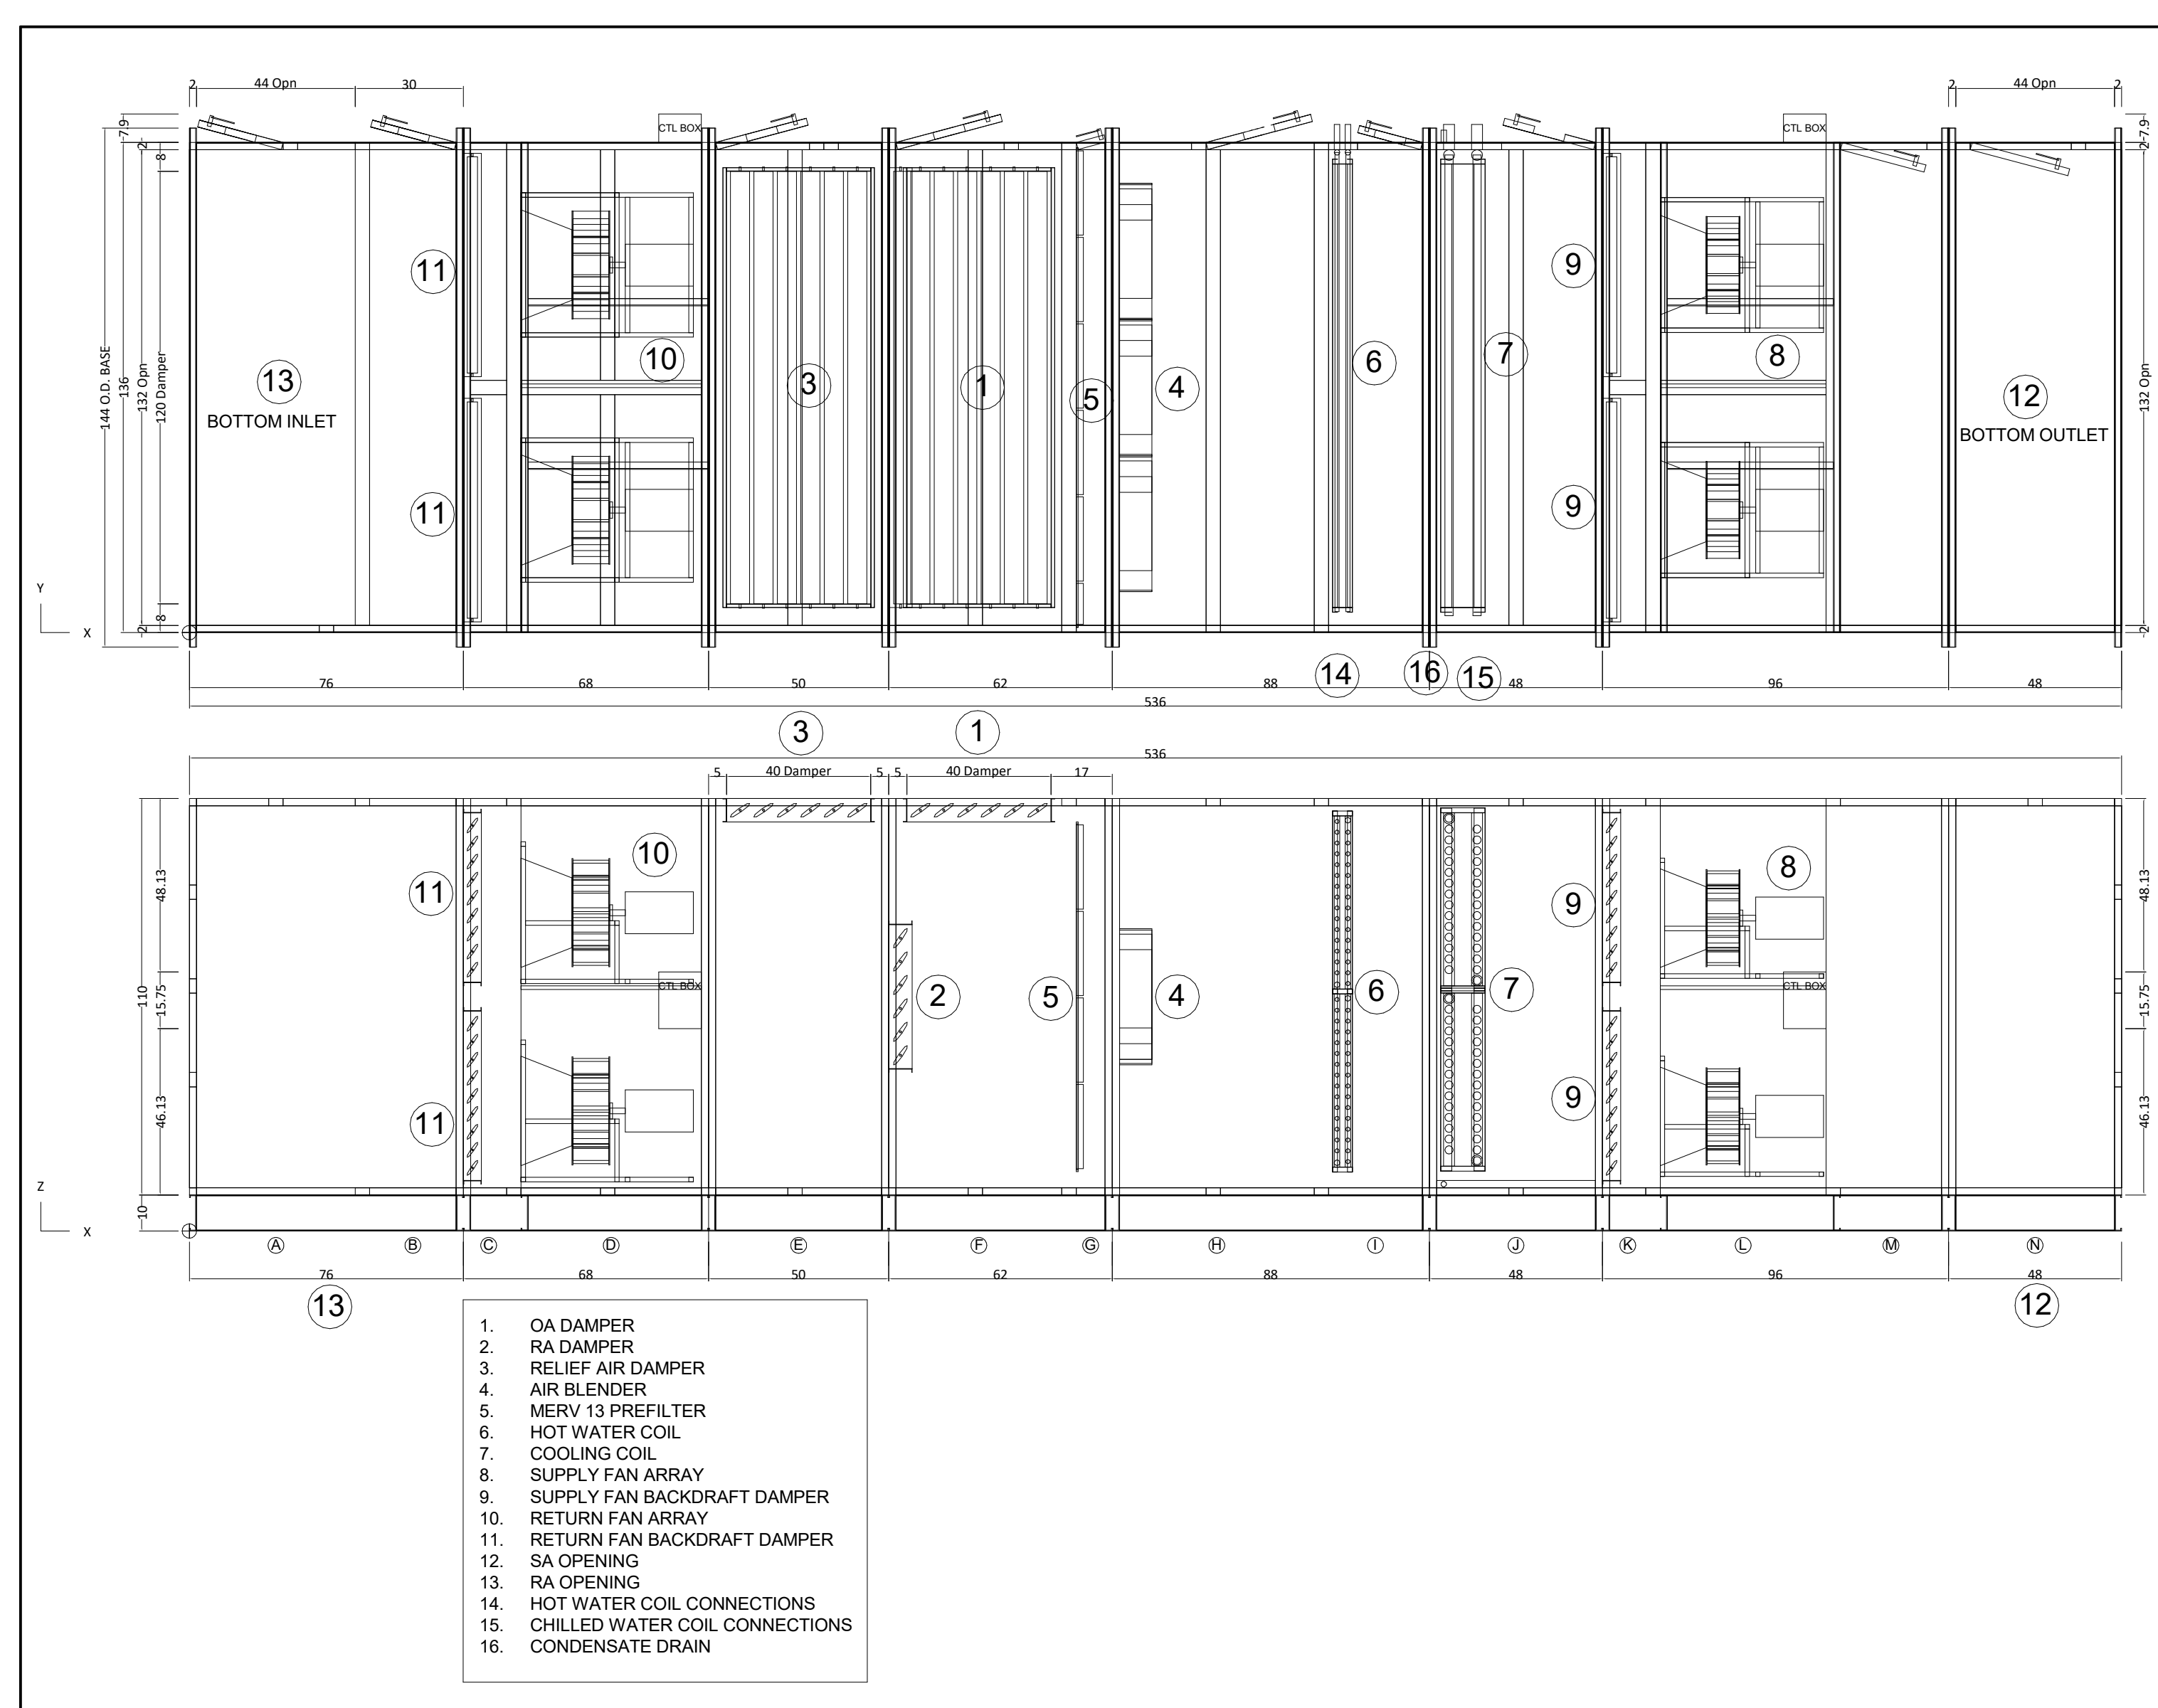 2
44 Opn
30
2
44 Opn
2
7.9
2
8
CTL BOX
CTL BOX
7.9
2
11
9
10
3
1
5
4
6
7
8
13
BOTTOM INLET
12
BOTTOM OUTLET
11
9
144 O.D. BASE
136
132 Opn
120 Damper
132 Opn
Y
X
8
2
2
14
16
15
76
68
50
62
88
48
96
48
536
3
1
536
5
40 Damper
5
5
40 Damper
17
48.13
110
15.75
46.13
10
48.13
15.75
46.13
11
10
9
8
2
5
4
6
7
CTL BOX
CTL BOX
11
9
Z
X
A
B
C
D
E
F
G
H
I
J
K
L
M
N
76
68
50
62
88
48
96
48
13
12
1. OA DAMPER
2. RA DAMPER
3. RELIEF AIR DAMPER
4. AIR BLENDER
5. MERV 13 PREFILTER
6. HOT WATER COIL
7. COOLING COIL
8. SUPPLY FAN ARRAY
9. SUPPLY FAN BACKDRAFT DAMPER
10. RETURN FAN ARRAY
11. RETURN FAN BACKDRAFT DAMPER
12. SA OPENING
13. RA OPENING
14. HOT WATER COIL CONNECTIONS
15. CHILLED WATER COIL CONNECTIONS
16. CONDENSATE DRAIN